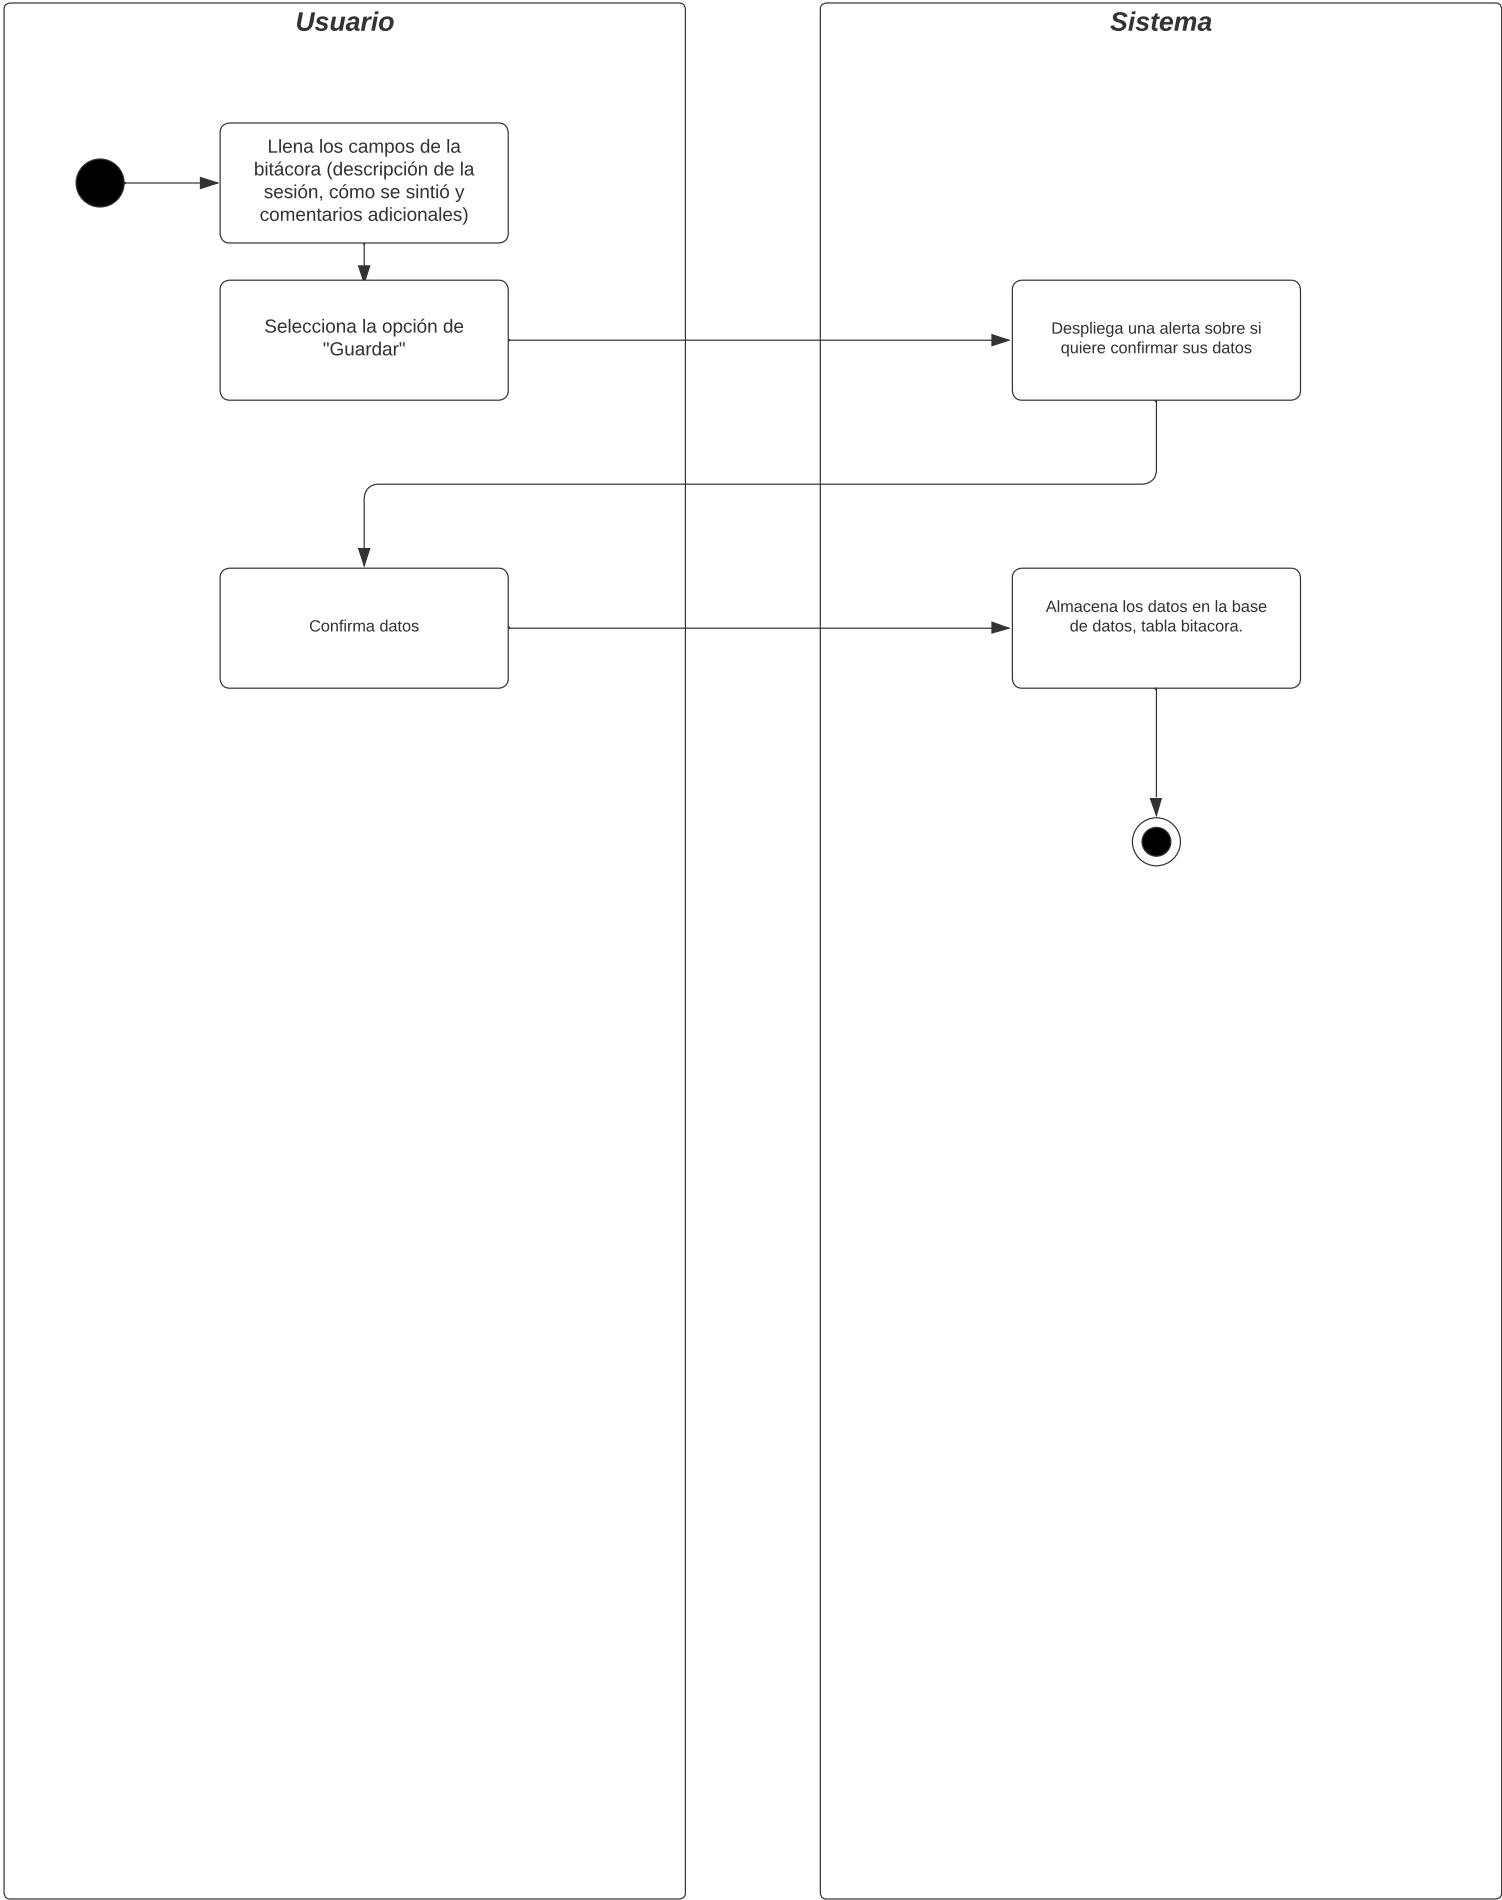 Usuario
Sistema
Llena los campos de la
bitácora (descripción de la
sesión, cómo se sintió y
comentarios adicionales)
Selecciona la opción de
"Guardar"
Despliega una alerta sobre si
quiere confirmar sus datos
Confirma datos
Almacena los datos en la base
de datos, tabla bitacora.